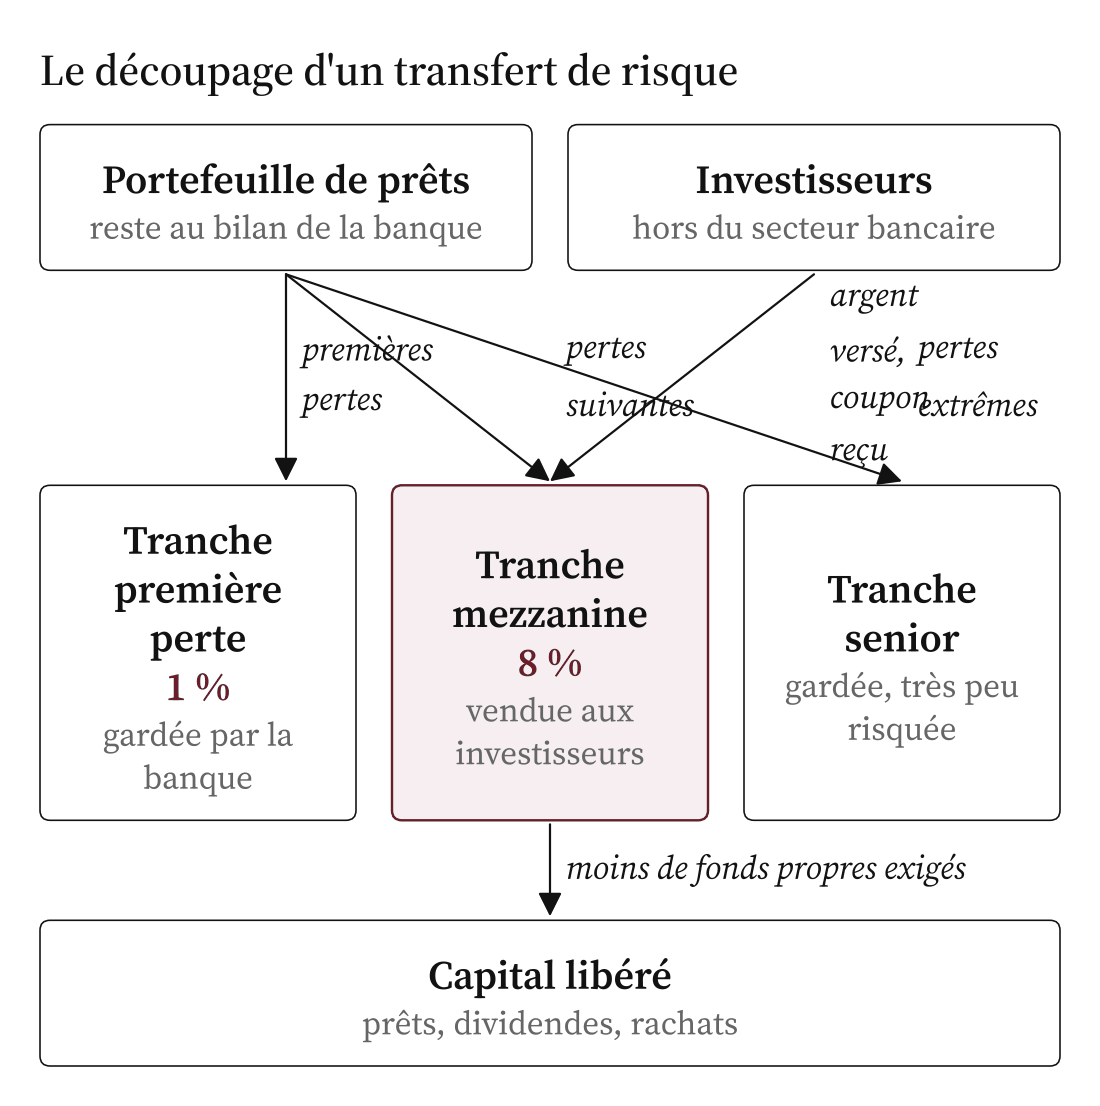 Le découpage d'un transfert de risque
Portefeuille de prêts
reste au bilan de la banque
Investisseurs
hors du secteur bancaire
premières
pertes
pertes
suivantes
argent
versé,
coupon
reçu
pertes
extrêmes
Tranche
première
perte
1 %
gardée par la
banque
Tranche
mezzanine
8 %
vendue aux
investisseurs
Tranche
senior
gardée, très peu
risquée
moins de fonds propres exigés
Capital libéré
prêts, dividendes, rachats